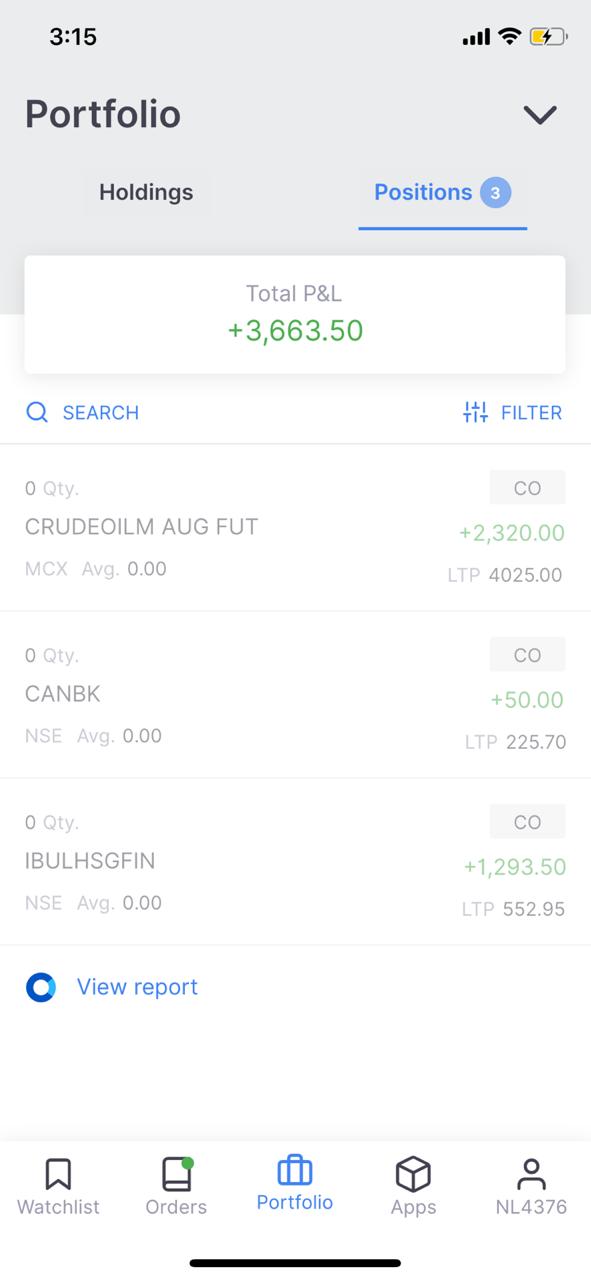 3:15
Portfolio
Holdings
Positions 3
Total P&L
+3,663.50
SEARCH
FILTER
0 Qty.
CO
CRUDEOILM AUG FUT
+2,320.00
MCX Avg. 0.00
LTP 4025.00
0 Qty.
CO
CANBK
+50.00
NSE Avg. 0.00
LTP 225.70
0 Qty.
CO
IBULHSGFIN
+1,293.50
NSE Avg. 0.00
LTP 552.95
View report
Watchlist
Orders
Portfolio
Apps
NL4376